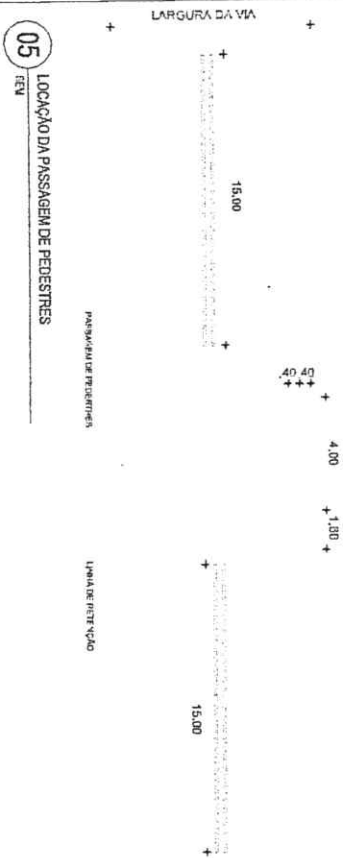 LARGURA DA VIA
15.00
.40 .40
4.00
1.80
15.00
PASSAGEM DE PEDESTRES
LINHA DE RETENÇÃO
05
LOCAÇÃO DA PASSAGEM DE PEDESTRES